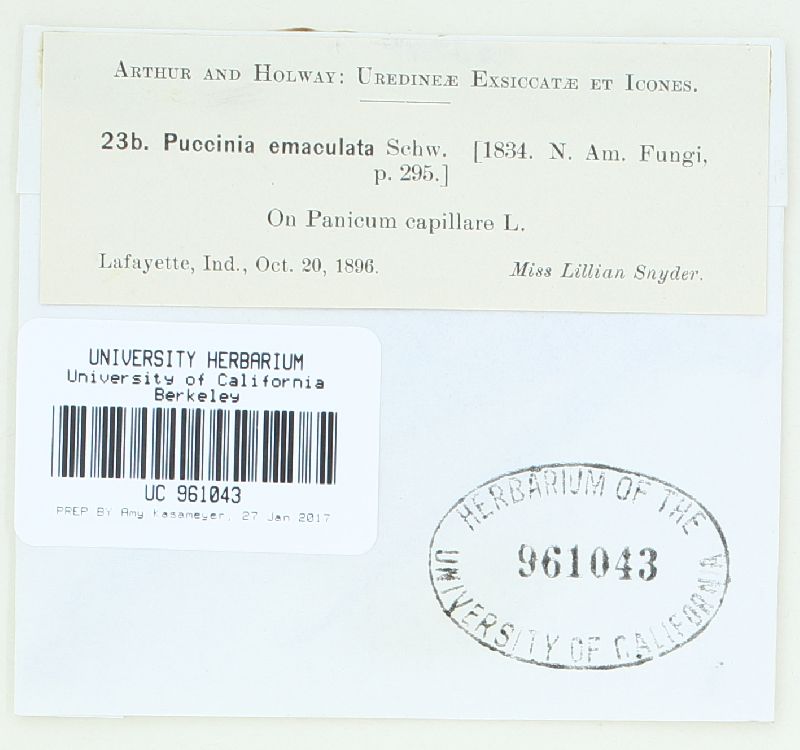 ARTHUR AND HOLWAY: UREDINEÆ EXSICCATÆ ET ICONES.
23b. Puccinia emaculata Schw. [1834. N. Am. Fungi,
p. 295.]
On Panicum capillare L.
Lafayette, Ind., Oct. 20, 1896. Miss Lillian Snyder.
UNIVERSITY HERBARIUM
University of California
Berkeley
UC 961043
PREP BY Amy Kasameyer, 27 Jan 2017
HERBARIUM OF THE
961043
UNIVERSITY OF CALIFORNIA